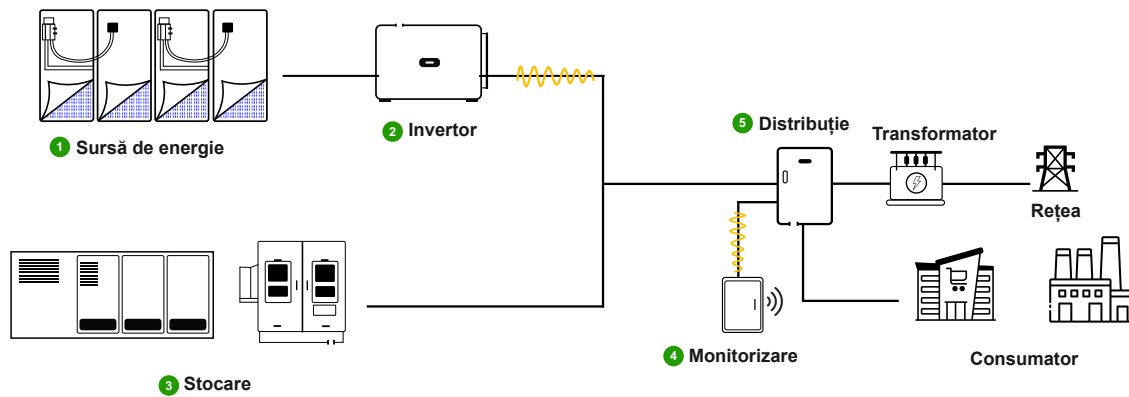 1 Sursă de energie
2 Invertor
3 Stocare
4 Monitorizare
5 Distribuție
Transformator
Rețea
Consumator